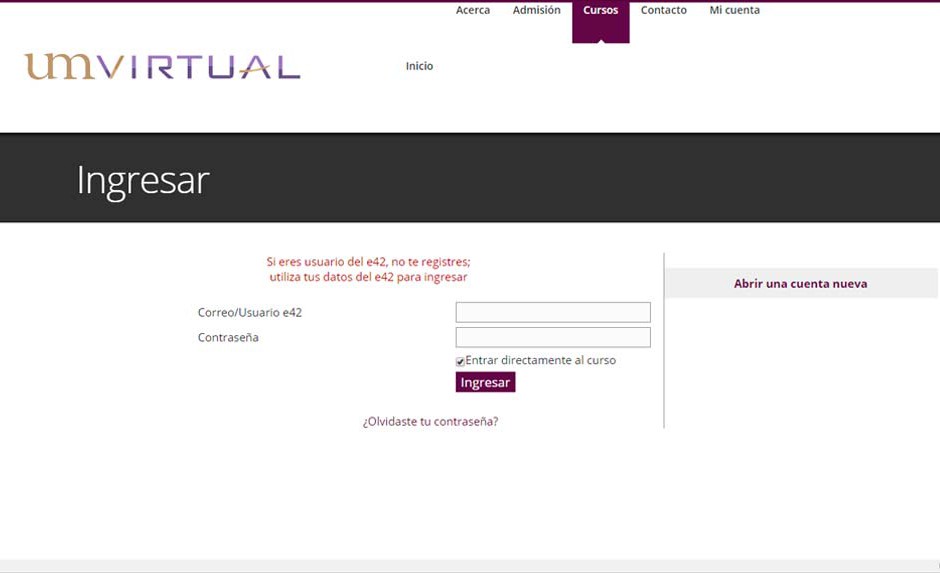 Acerca Admisión Cursos Contacto Mi cuenta
umVIRTUAL
Inicio
Ingresar
Si eres usuario del e42, no te registres;
utiliza tus datos del e42 para ingresar
Abrir una cuenta nueva
Correo/Usuario e42
Contraseña
Entrar directamente al curso
Ingresar
¿Olvidaste tu contraseña?